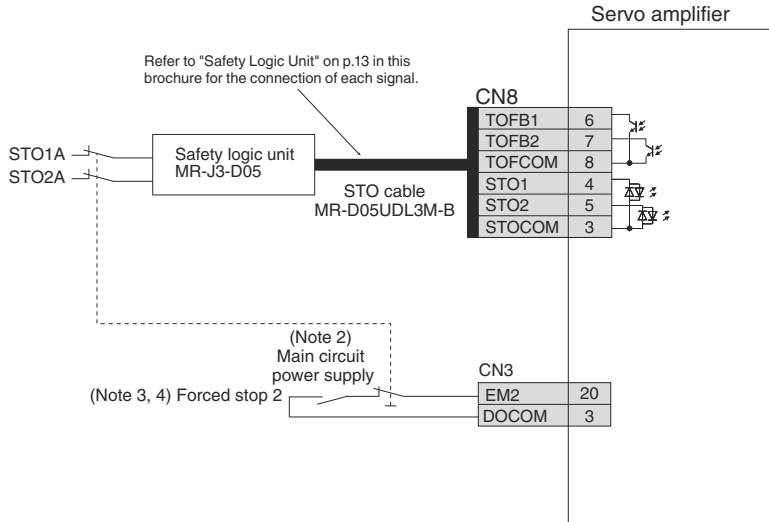 Servo amplifier
Refer to "Safety Logic Unit" on p.13 in this
brochure for the connection of each signal.
CN8
TOFB1 6
TOFB2 7
TOFCOM 8
STO1 4
STO2 5
STOCOM 3
STO1A
STO2A
Safety logic unit
MR-J3-D05
STO cable
MR-D05UDL3M-B
(Note 2)
Main circuit
power supply
(Note 3, 4) Forced stop 2
CN3
EM2 20
DOCOM 3